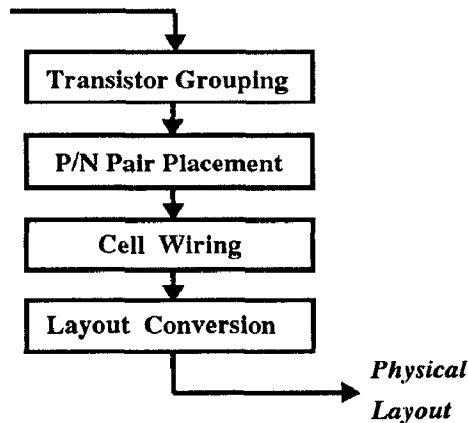 Transistor Grouping
P/N Pair Placement
Cell Wiring
Layout Conversion
Physical
Layout